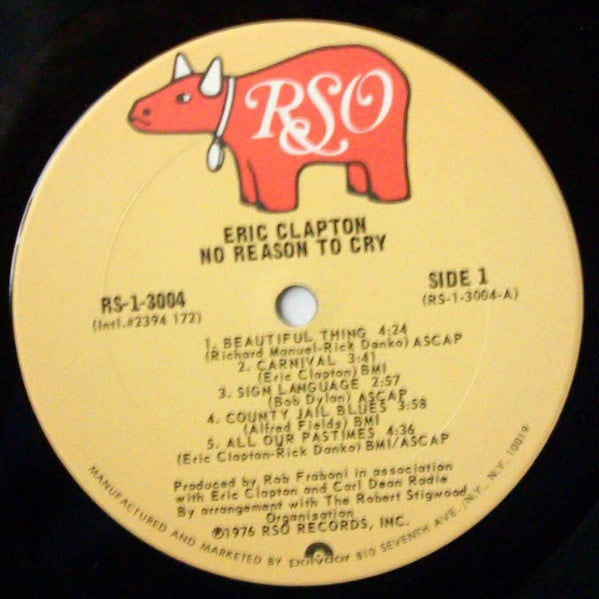 RSO
ERIC CLAPTON
NO REASON TO CRY
RS-1-3004
(Intl.#2394 172)
SIDE 1
(RS-1-3004-A)
1. BEAUTIFUL THING 4:24
(Richard Manuel-Rick Danko) ASCAP
2. CARNIVAL 3:41
(Eric Clapton) BMI
3. SIGN LANGUAGE 2:57
(Bob Dylan) ASCAP
4. COUNTY JAIL BLUES 3:58
(Alfred Fields) BMI
5. ALL OUR PASTIMES 4:36
(Eric Clapton-Rick Danko) BMI/ASCAP
Produced by Rob Fraboni in association
with Eric Clapton and Carl Dean Radle
By arrangement with The Robert Stigwood
Organisation
℗1976 RSO RECORDS, INC.
MANUFACTURED AND MARKETED BY polydor 810 SEVENTH AVE., N.Y., N.Y. 10019